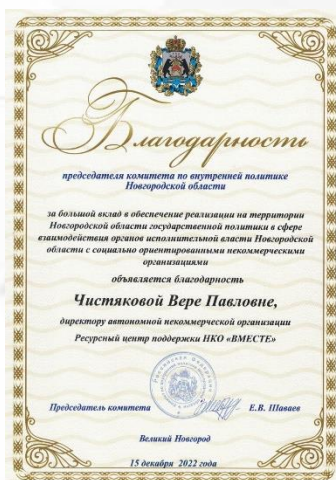 Благодарность
председателя комитета по внутренней политике
Новгородской области
за большой вклад в обеспечение реализации на территории
Новгородской области государственной политики в сфере
взаимодействия органов исполнительной власти Новгородской
области с социально ориентированными некоммерческими
организациями
объявляется благодарность
Чистяковой Вере Павловне,
директору автономной некоммерческой организации
Ресурсный центр поддержки НКО «ВМЕСТЕ»
Председатель комитета Е.В. Шаваев
Великий Новгород
15 декабря 2022 года